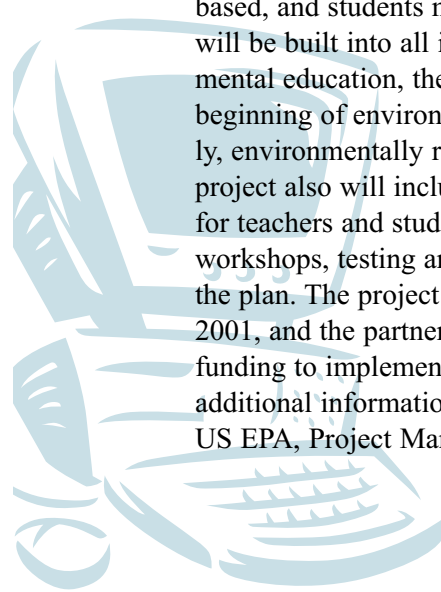 based, and students
will be built into all
mental education, the
beginning of environ
ly, environmentally
project also will inclu
for teachers and stud
workshops, testing
the plan. The project
2001, and the partner
funding to implemen
additional informatio
US EPA, Project Mar